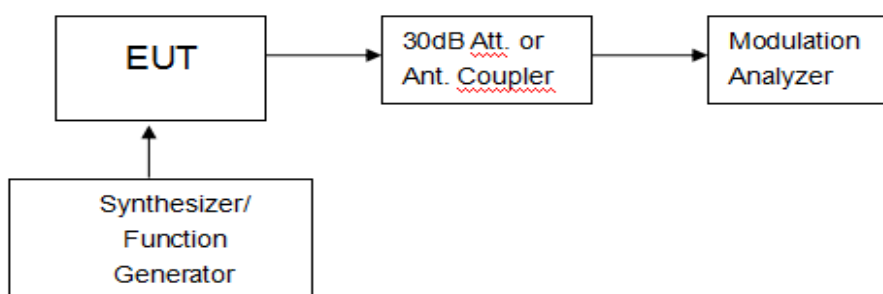 EUT
30dB Att. or
Ant. Coupler
Modulation
Analyzer
Synthesizer/
Function
Generator